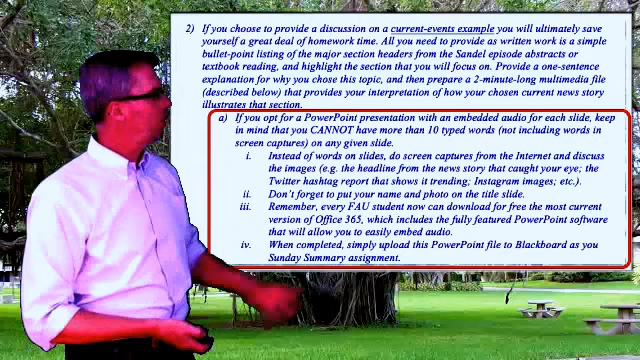 2) If you choose to provide a discussion on a current-events example you will ultimately save
yourself a great deal of homework time. All you need to provide as written work is a simple
bullet-point listing of the major section headers from the Sandel episode abstracts or
textbook reading, and highlight the section that you will focus on. Provide a one-sentence
explanation for why you chose this topic, and then prepare a 2-minute-long multimedia file
(described below) that provides your interpretation of how your chosen current news story
illustrates that section.
a) If you opt for a PowerPoint presentation with an embedded audio for each slide, keep
in mind that you CANNOT have more than 10 typed words (not including words in
screen captures) on any given slide.
i. Instead of words on slides, do screen captures from the Internet and discuss
the images (e.g. the headline from the news story that caught your eye; the
Twitter hashtag report that shows it trending; Instagram images; etc.).
ii. Don't forget to put your name and photo on the title slide.
iii. Remember, every FAU student now can download for free the most current
version of Office 365, which includes the fully featured PowerPoint software
that will allow you to easily embed audio.
iv. When completed, simply upload this PowerPoint file to Blackboard as you
Sunday Summary assignment.